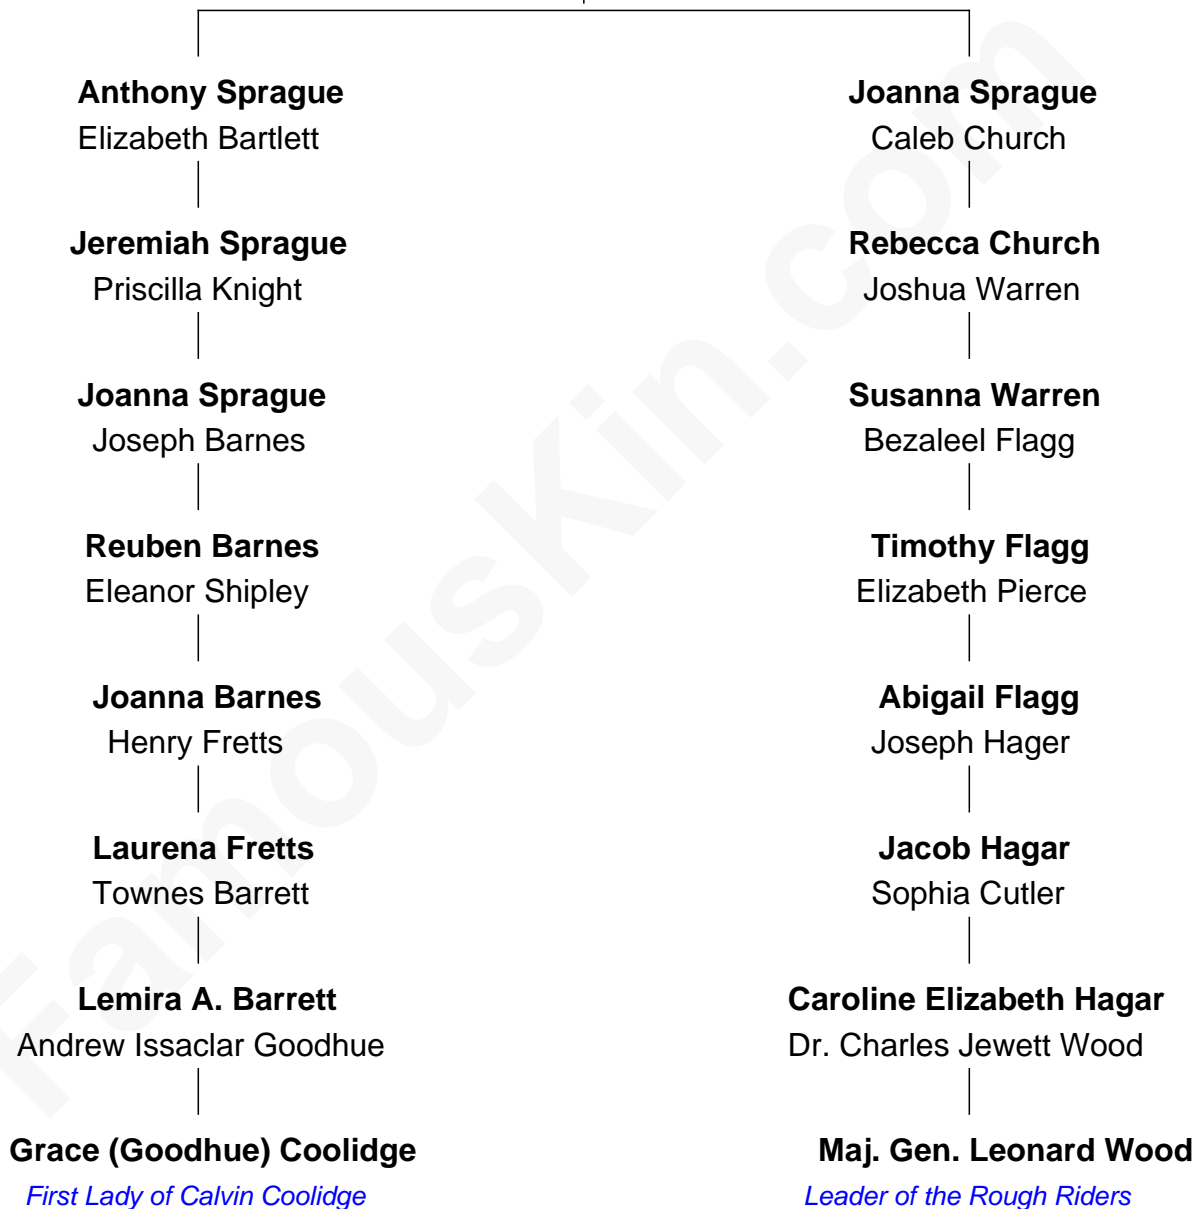 Anthony Sprague
Elizabeth Bartlett
Joanna Sprague
Caleb Church
Jeremiah Sprague
Priscilla Knight
Rebecca Church
Joshua Warren
Joanna Sprague
Joseph Barnes
Susanna Warren
Bezaleel Flagg
Reuben Barnes
Eleanor Shipley
Timothy Flagg
Elizabeth Pierce
Joanna Barnes
Henry Fretts
Abigail Flagg
Joseph Hager
Laurena Fretts
Townes Barrett
Jacob Hagar
Sophia Cutler
Lemira A. Barrett
Andrew Issaclar Goodhue
Caroline Elizabeth Hagar
Dr. Charles Jewett Wood
Grace (Goodhue) Coolidge
First Lady of Calvin Coolidge
Maj. Gen. Leonard Wood
Leader of the Rough Riders
FamousKin.com